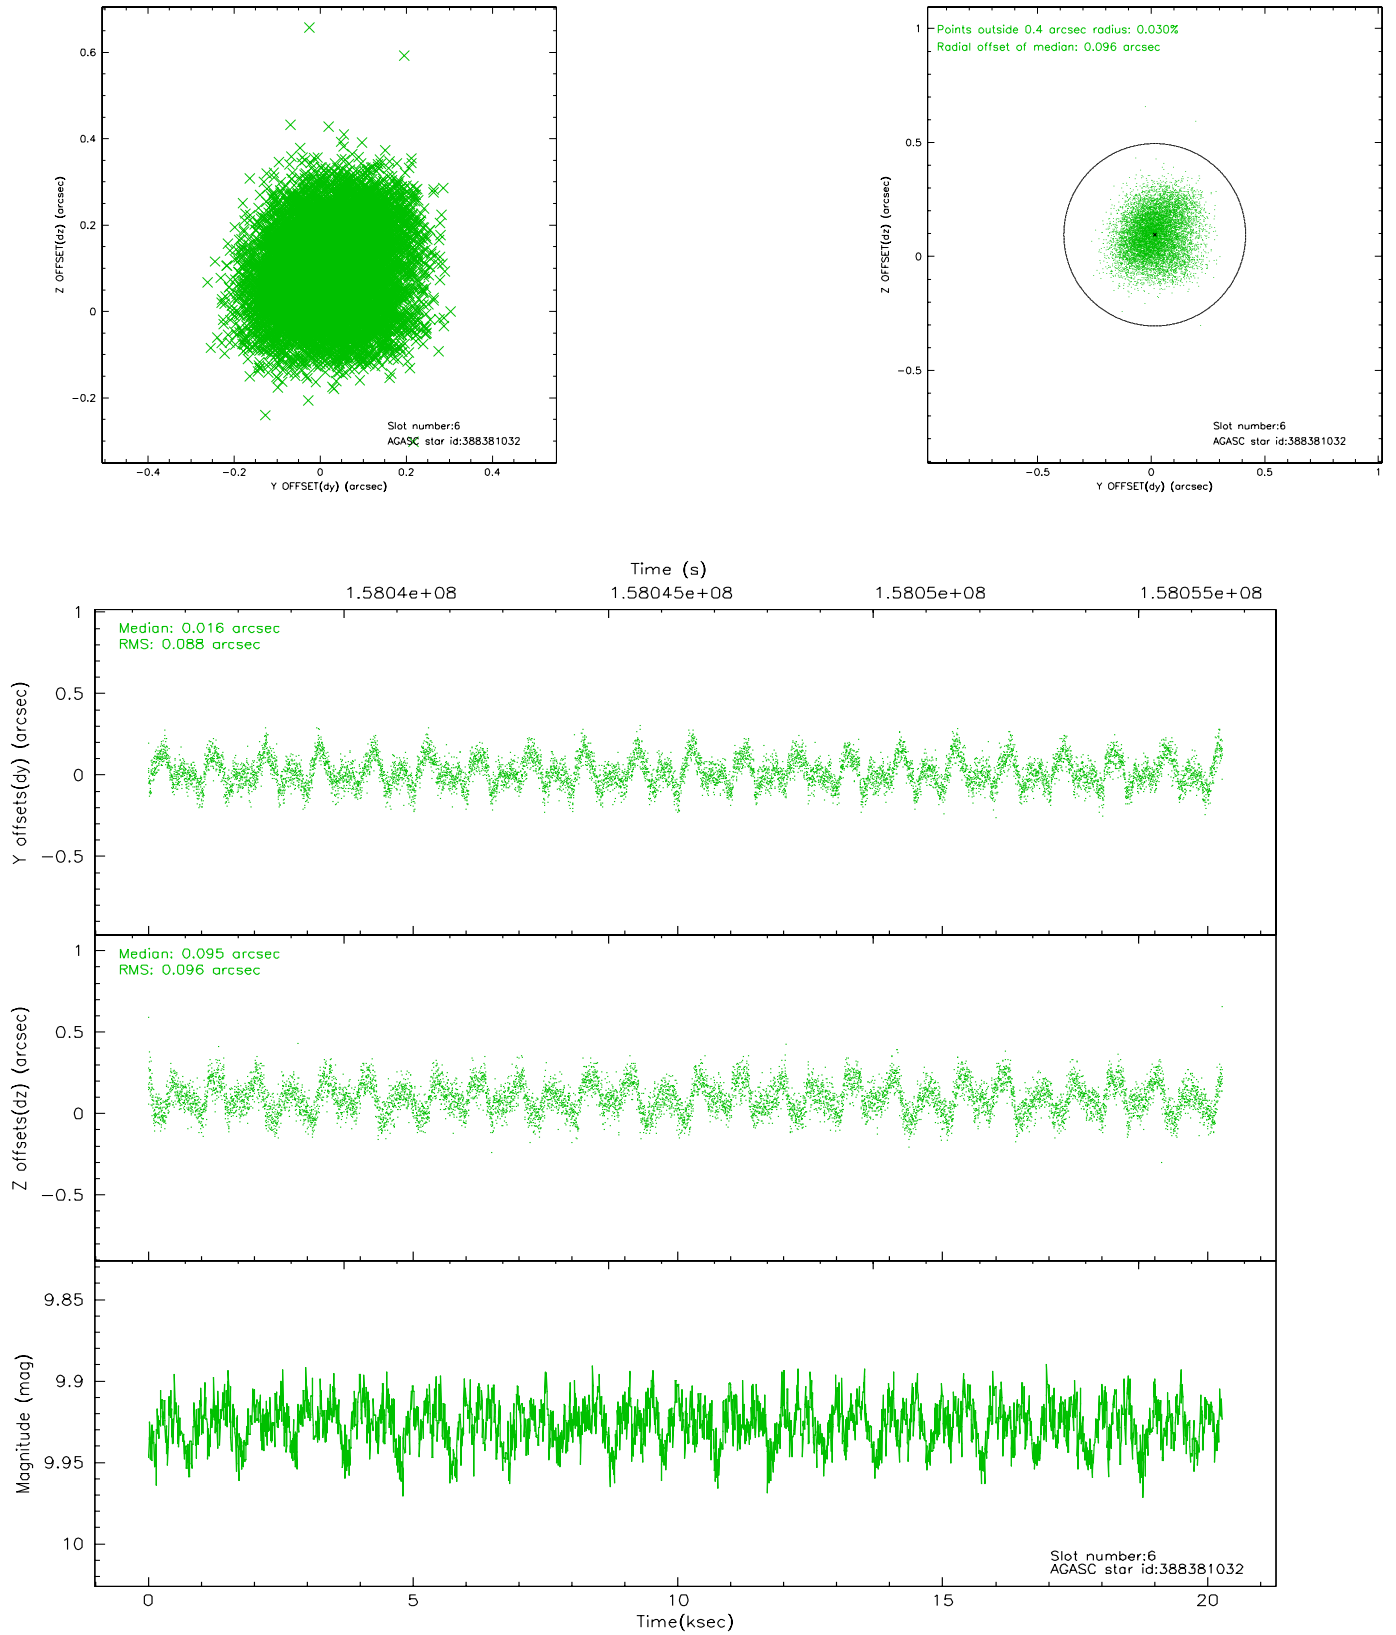 0.6
0.4
0.2
0
−0.2
Z OFFSET(dz) (arcsec)
Slot number:6
AGASC star id:388381032
−0.4
−0.2
0
0.2
0.4
Y OFFSET(dy) (arcsec)
Points outside 0.4 arcsec radius: 0.030%
Radial offset of median: 0.096 arcsec
1
0.5
0
−0.5
Z OFFSET(dz) (arcsec)
Slot number:6
AGASC star id:388381032
−0.5
0
0.5
1
Y OFFSET(dy) (arcsec)
Time (s)
1.5804e+08
1.58045e+08
1.5805e+08
1.58055e+08
Median: 0.016 arcsec
RMS: 0.088 arcsec
1
0.5
0
−0.5
Y offsets(dy) (arcsec)
Median: 0.095 arcsec
RMS: 0.096 arcsec
1
0.5
0
−0.5
Z offsets(dz) (arcsec)
9.85
9.9
9.95
10
Magnitude (mag)
Slot number:6
AGASC star id:388381032
0
5
10
15
20
Time(ksec)